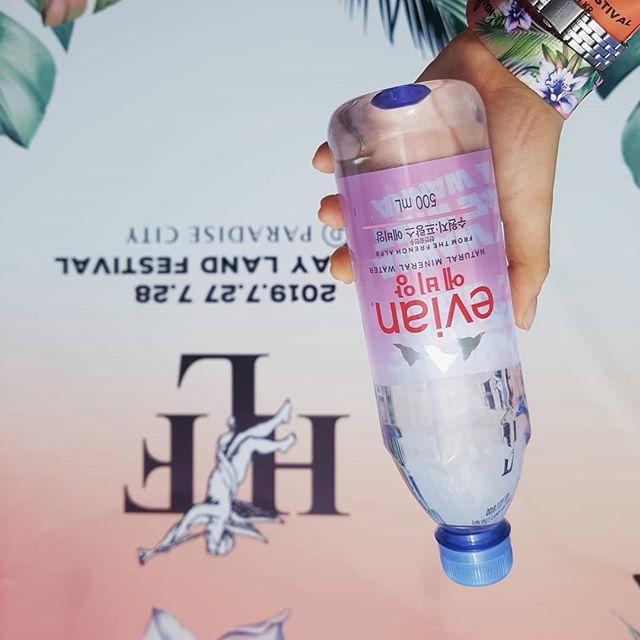 evian.
에비앙
NATURAL MINERAL WATER
FROM THE FRENCH ALPS
수원지:프랑스 에비앙
500 mL
H F
L
2019.7.27 7.28
AY LAND FESTIVAL
@ PARADISE CITY
STIVAL